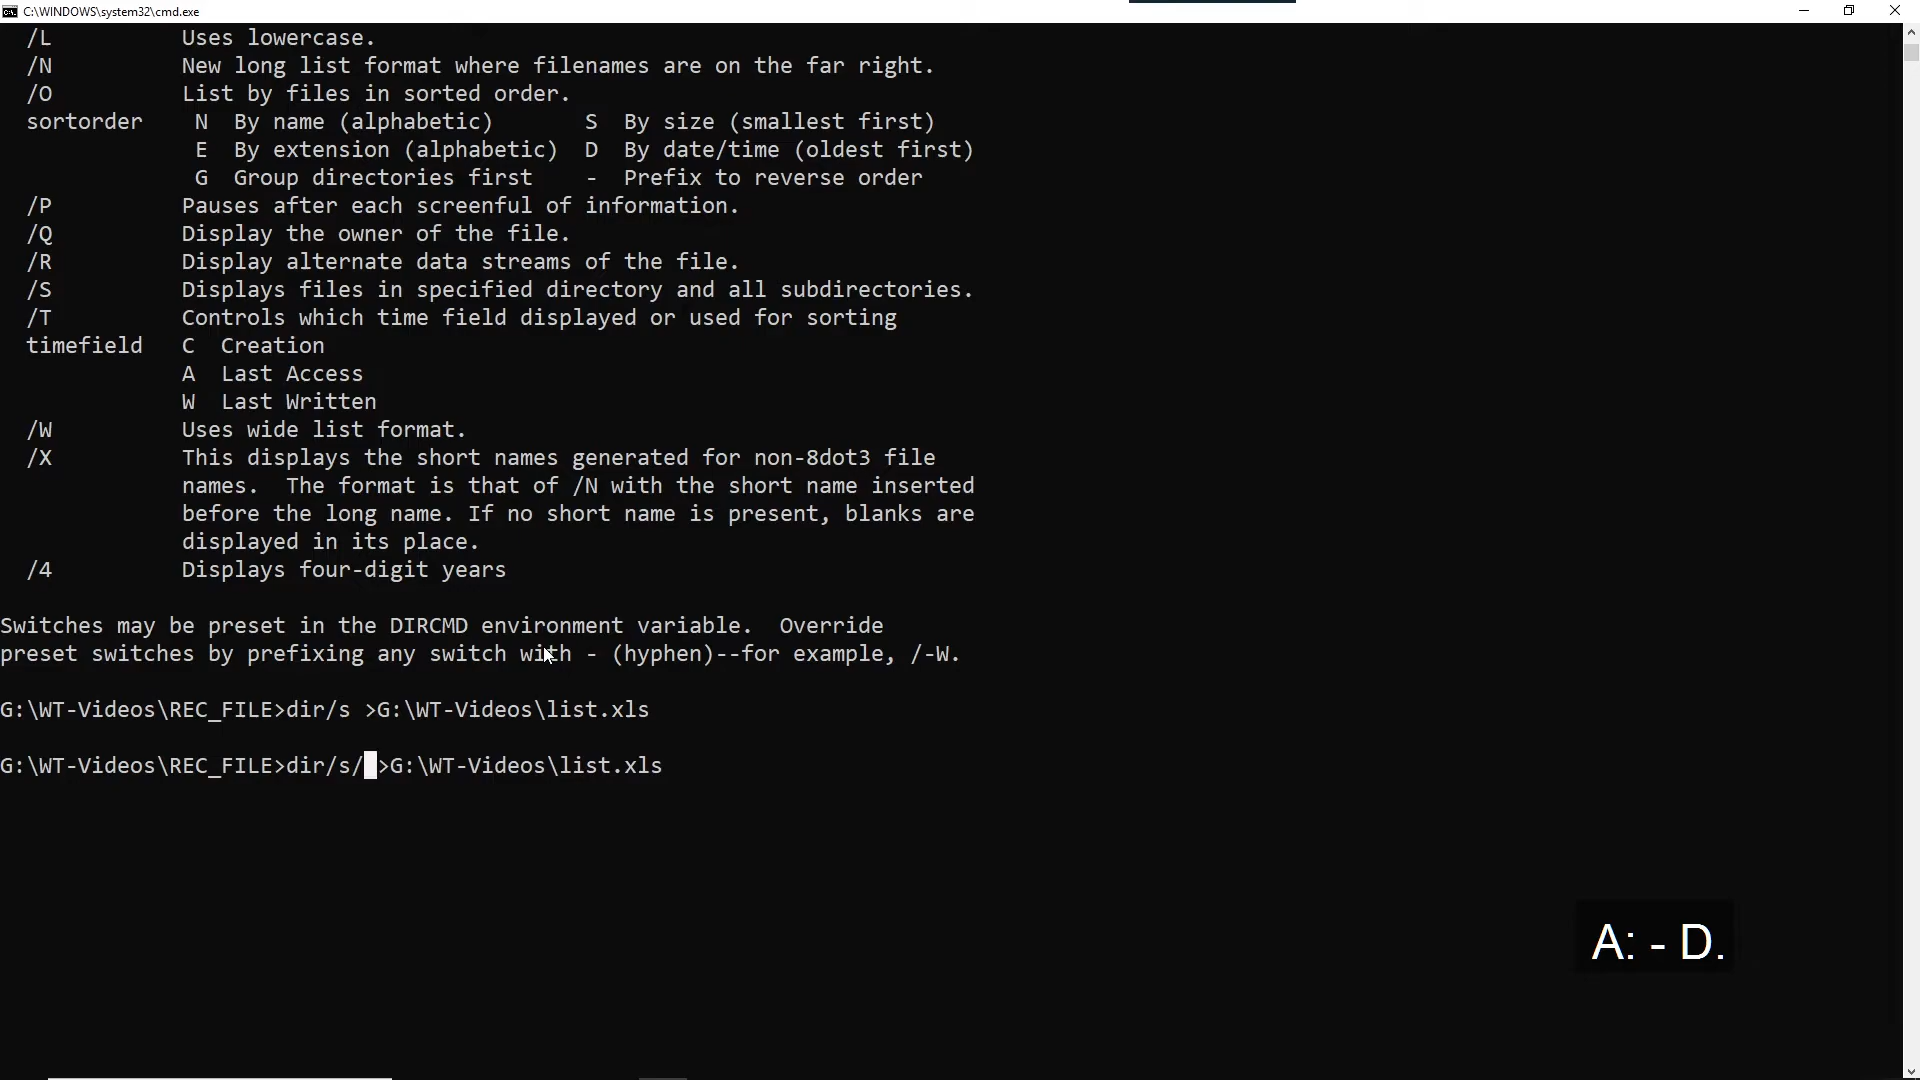 C:\WINDOWS\system32\cmd.exe
/L Uses lowercase.
/N New long list format where filenames are on the far right.
/O List by files in sorted order.
sortorder N By name (alphabetic) S By size (smallest first)
E By extension (alphabetic) D By date/time (oldest first)
G Group directories first - Prefix to reverse order
/P Pauses after each screenful of information.
/Q Display the owner of the file.
/R Display alternate data streams of the file.
/S Displays files in specified directory and all subdirectories.
/T Controls which time field displayed or used for sorting
timefield C Creation
A Last Access
W Last Written
/W Uses wide list format.
/X This displays the short names generated for non-8dot3 file
names. The format is that of /N with the short name inserted
before the long name. If no short name is present, blanks are
displayed in its place.
/4 Displays four-digit years
Switches may be preset in the DIRCMD environment variable. Override
preset switches by prefixing any switch with - (hyphen)--for example, /-W.
G:\WT-Videos\REC_FILE>dir/s >G:\WT-Videos\list.xls
G:\WT-Videos\REC_FILE>dir/s/ >G:\WT-Videos\list.xls
A: - D.